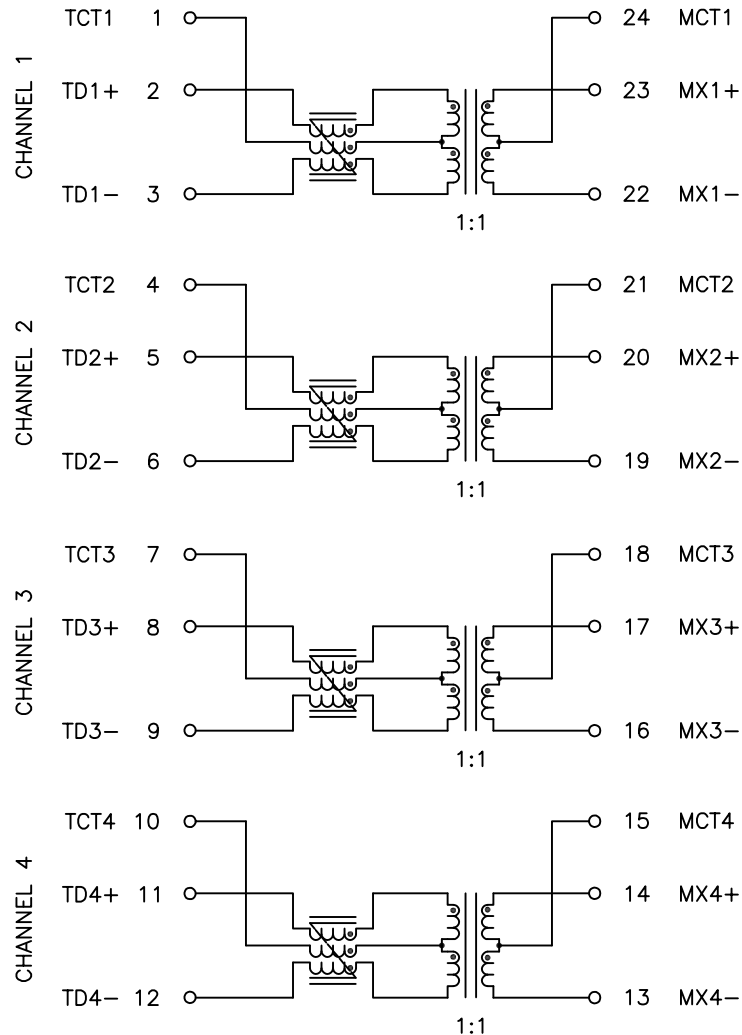 CHANNEL 1
TCT1 1 24 MCT1
TD1+ 2 23 MX1+
TD1− 3 22 MX1−
1:1
CHANNEL 2
TCT2 4 21 MCT2
TD2+ 5 20 MX2+
TD2− 6 19 MX2−
1:1
CHANNEL 3
TCT3 7 18 MCT3
TD3+ 8 17 MX3+
TD3− 9 16 MX3−
1:1
CHANNEL 4
TCT4 10 15 MCT4
TD4+ 11 14 MX4+
TD4− 12 13 MX4−
1:1